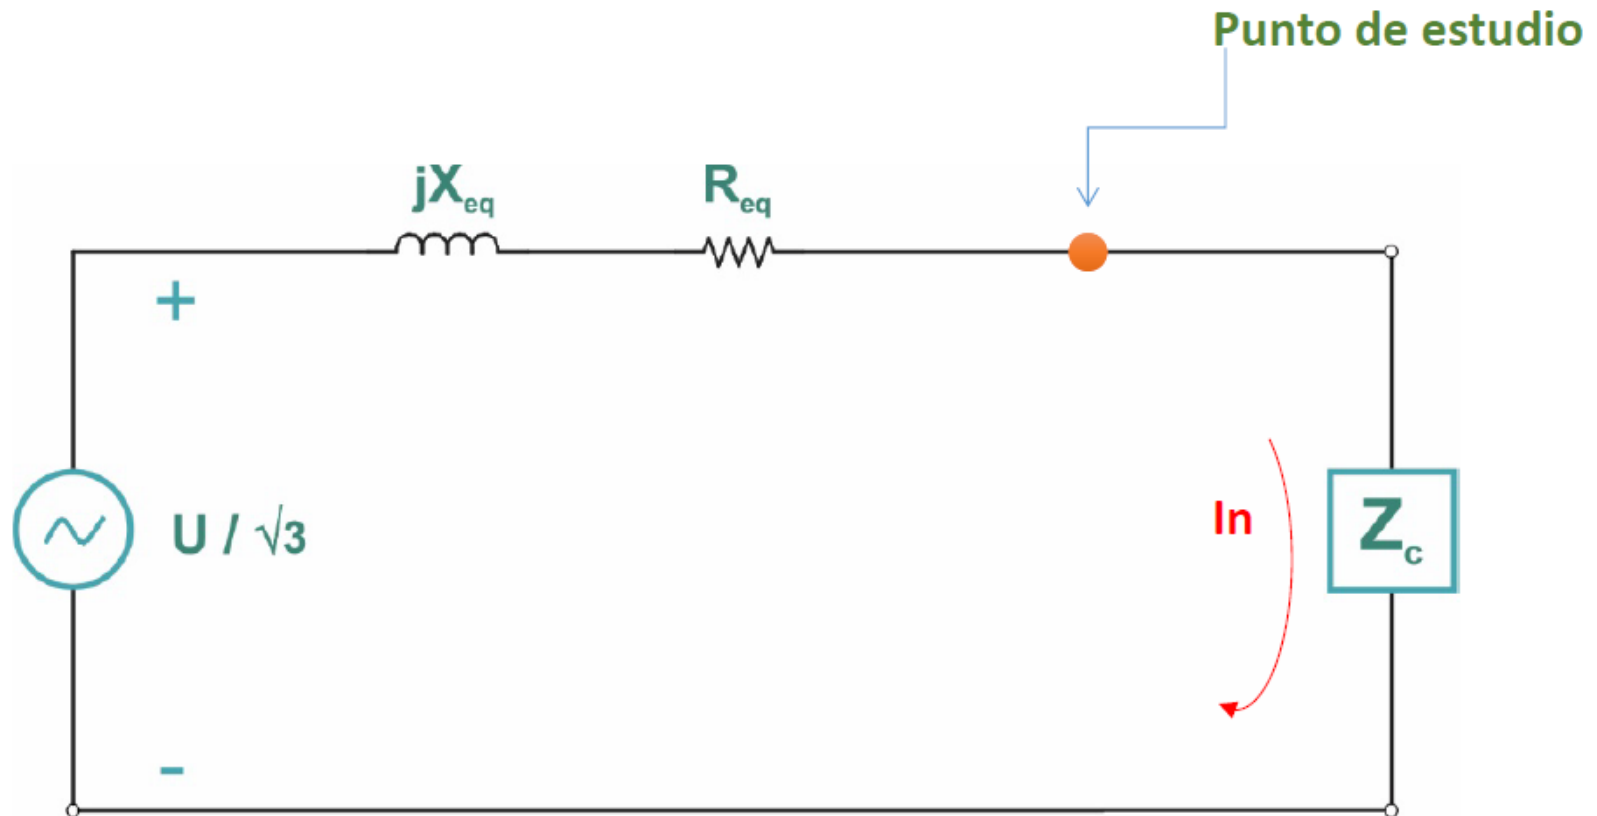 Punto de estudio
jXeq
Req
+
U / √3
In
Zc
-